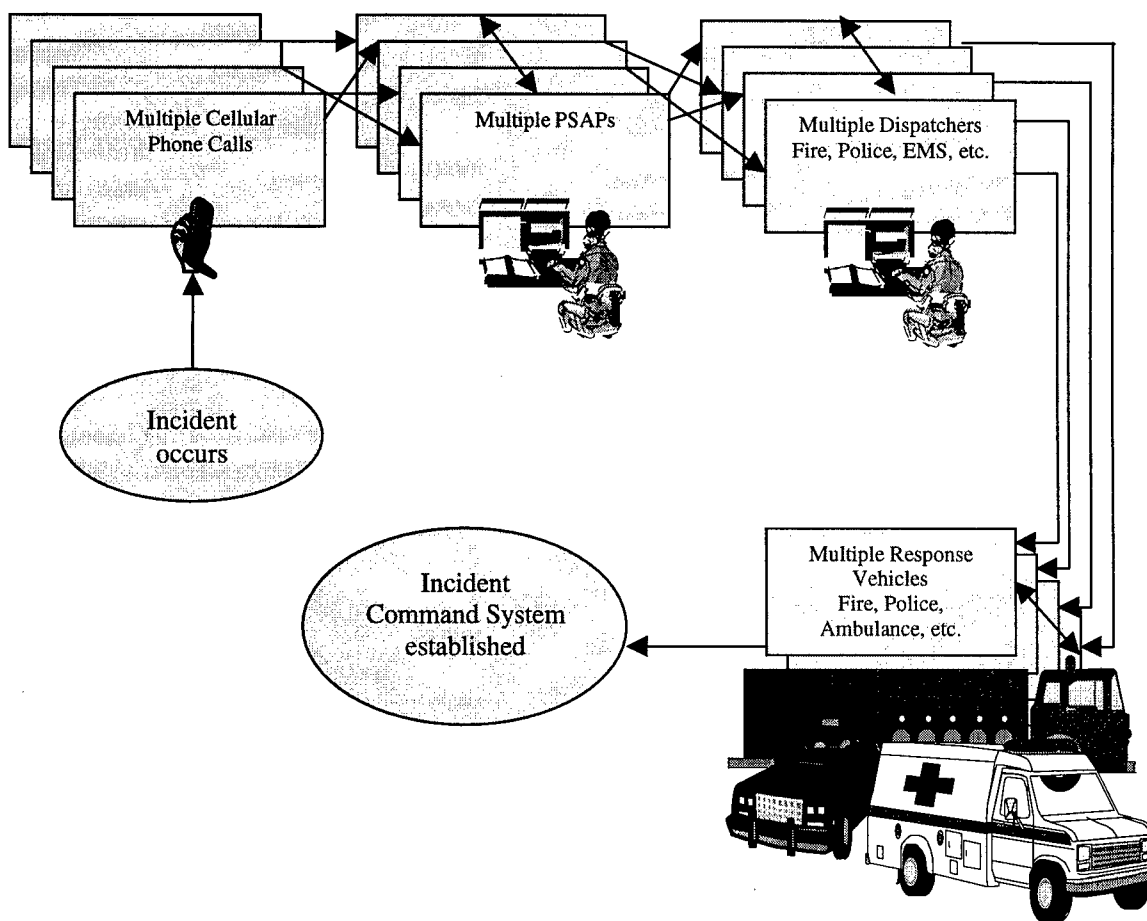 Multiple Cellular
Phone Calls
Multiple PSAPs
Multiple Dispatchers
Fire, Police, EMS, etc.
Incident
occurs
Multiple Response
Vehicles
Fire, Police,
Ambulance, etc.
Incident
Command System
established